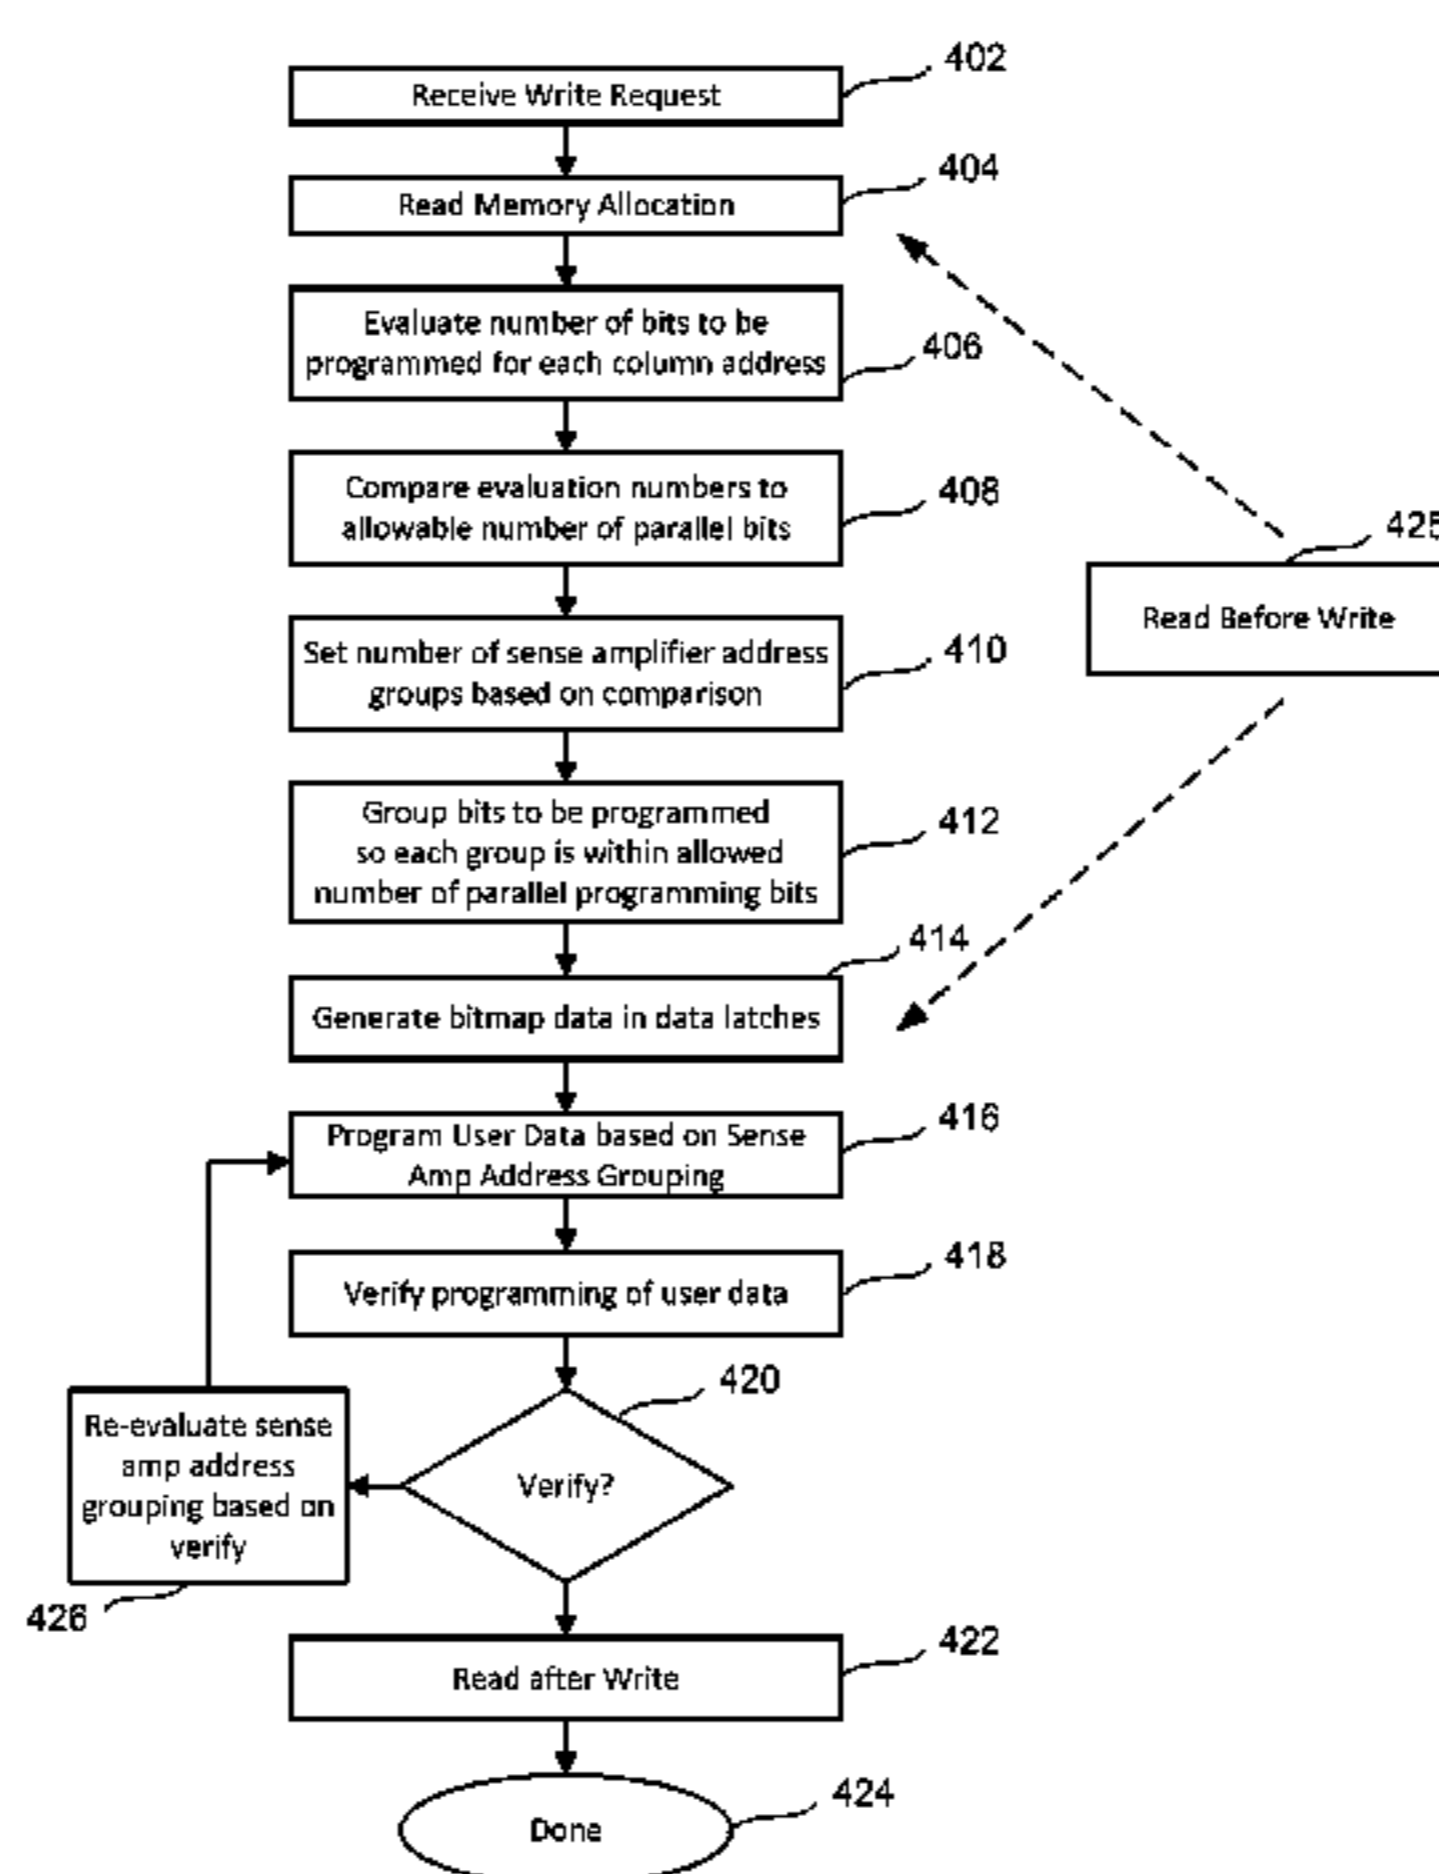 402
Receive Write Request
404
Read Memory Allocation
Evaluate number of bits to be
programmed for each column address
406
Compare evaluation numbers to
allowable number of parallel bits
408
425
Read Before Write
Set number of sense amplifier address
groups based on comparison
410
Group bits to be programmed
so each group is within allowed
number of parallel programming bits
412
414
Generate bitmap data in data latches
416
Program User Data based on Sense
Amp Address Grouping
418
Verify programming of user data
420
Verify?
Re-evaluate sense
amp address
grouping based on
verify
426
422
Read after Write
424
Done